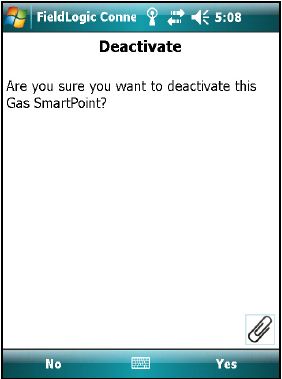 FieldLogic Conne 5:08
Deactivate
Are you sure you want to deactivate this
Gas SmartPoint?
No Yes